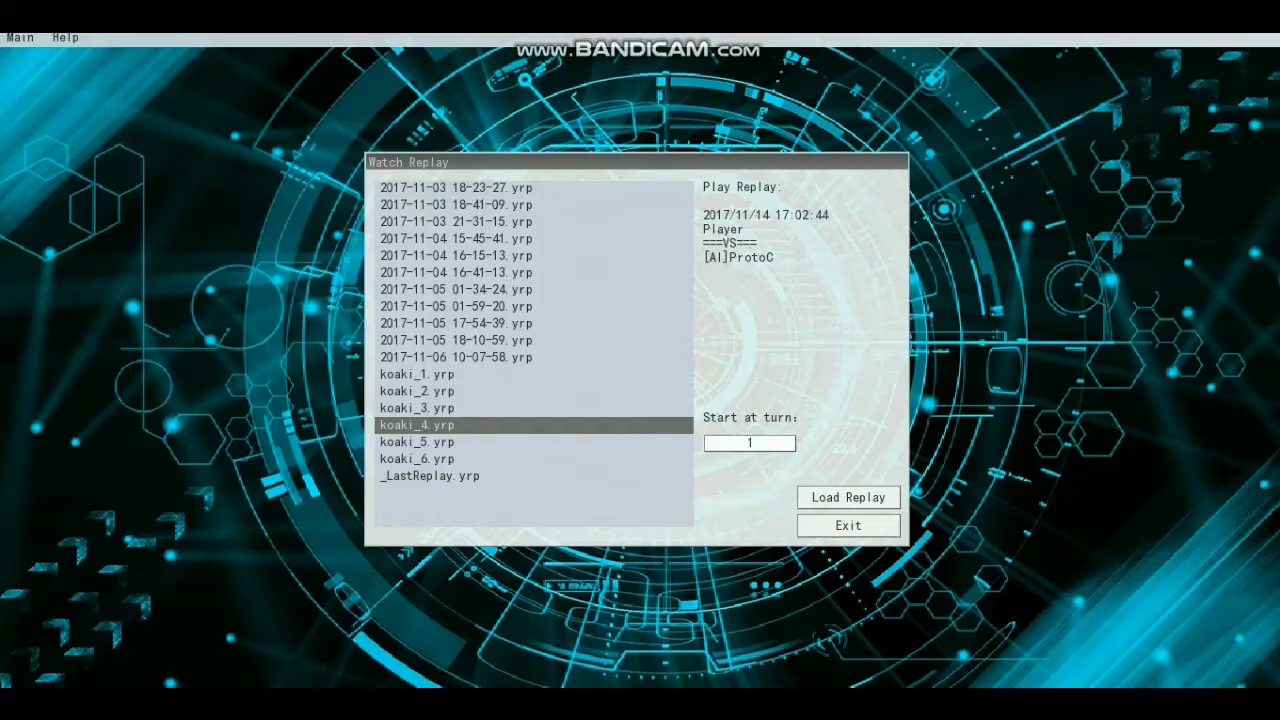 Main Help
www.BANDICAM.com
Watch Replay
2017-11-03 18-23-27.yrp
2017-11-03 18-41-09.yrp
2017-11-03 21-31-15.yrp
2017-11-04 15-45-41.yrp
2017-11-04 16-15-13.yrp
2017-11-04 16-41-13.yrp
2017-11-05 01-34-24.yrp
2017-11-05 01-59-20.yrp
2017-11-05 17-54-39.yrp
2017-11-05 18-10-59.yrp
2017-11-06 10-07-58.yrp
koaki_1.yrp
koaki_2.yrp
koaki_3.yrp
koaki_4.yrp
koaki_5.yrp
koaki_6.yrp
_LastReplay.yrp
Play Replay:
2017/11/14 17:02:44
Player
===VS===
[AI]ProtoC
Start at turn:
1
Load Replay
Exit